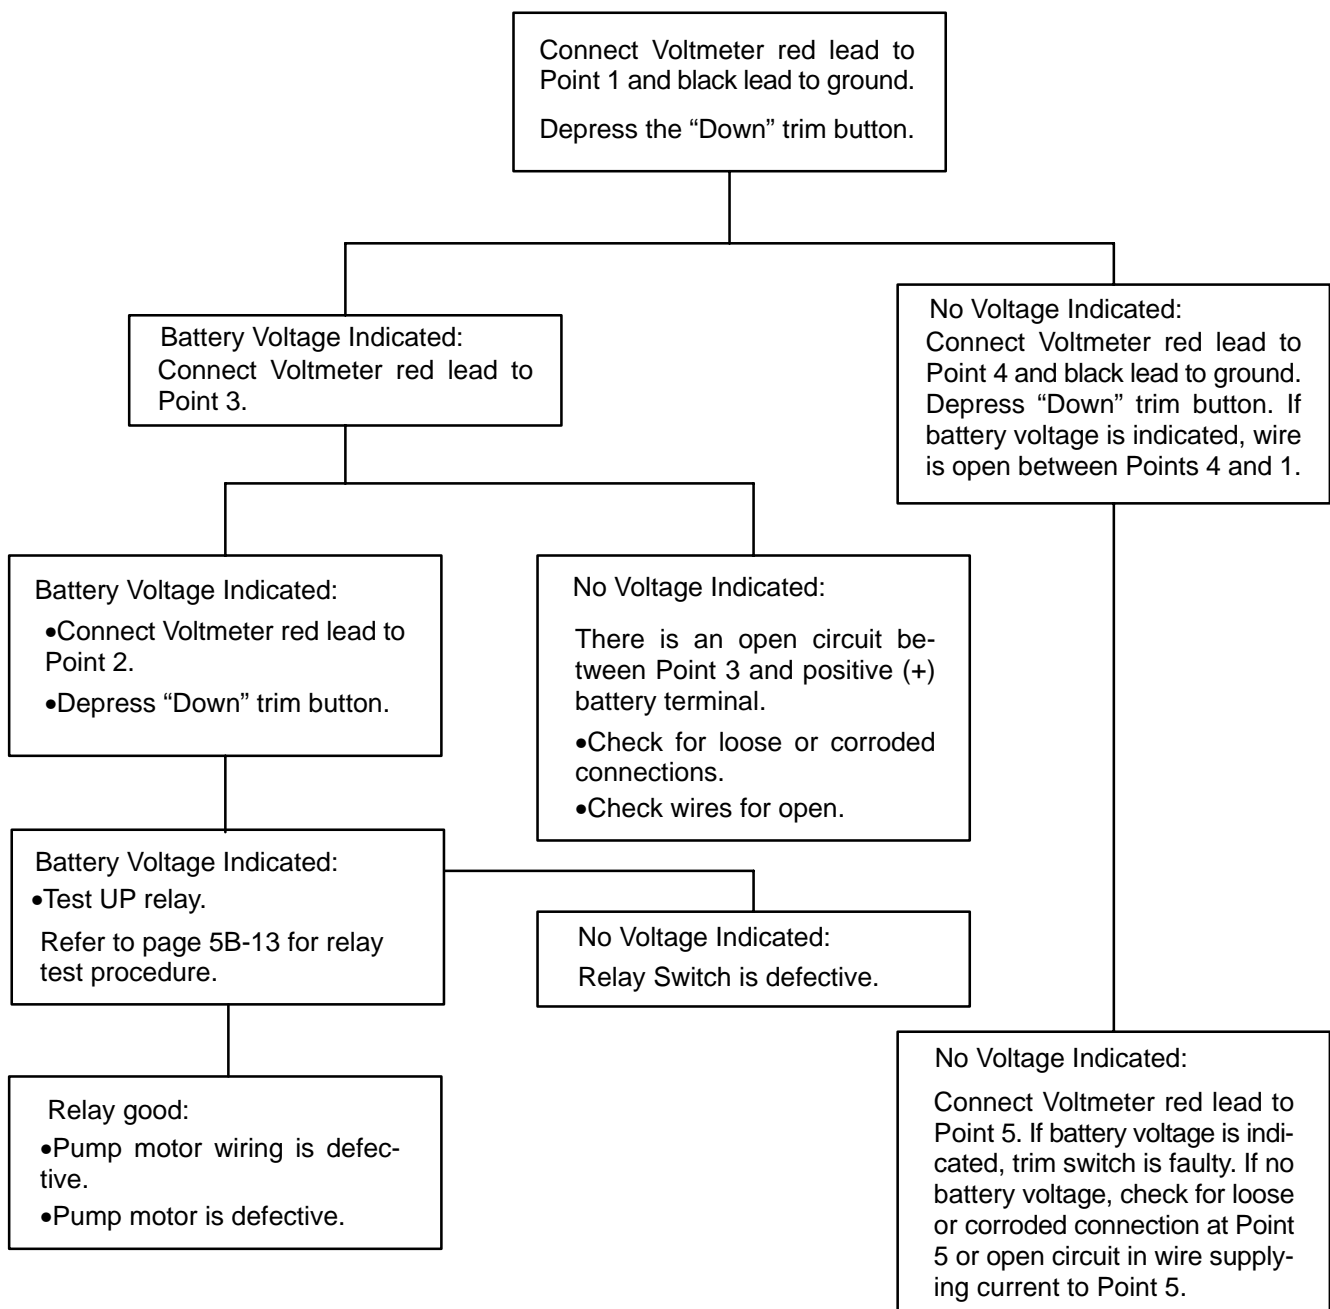 Connect Voltmeter red lead to
Point 1 and black lead to ground.
Depress the “Down” trim button.
Battery Voltage Indicated:
Connect Voltmeter red lead to
Point 3.
No Voltage Indicated:
Connect Voltmeter red lead to
Point 4 and black lead to ground.
Depress “Down” trim button. If
battery voltage is indicated, wire
is open between Points 4 and 1.
Battery Voltage Indicated:
•Connect Voltmeter red lead to
Point 2.
•Depress “Down” trim button.
No Voltage Indicated:
There is an open circuit be-
tween Point 3 and positive (+)
battery terminal.
•Check for loose or corroded
connections.
•Check wires for open.
Battery Voltage Indicated:
•Test UP relay.
Refer to page 5B-13 for relay
test procedure.
No Voltage Indicated:
Relay Switch is defective.
Relay good:
•Pump motor wiring is defec-
tive.
•Pump motor is defective.
No Voltage Indicated:
Connect Voltmeter red lead to
Point 5. If battery voltage is indi-
cated, trim switch is faulty. If no
battery voltage, check for loose
or corroded connection at Point
5 or open circuit in wire supply-
ing current to Point 5.